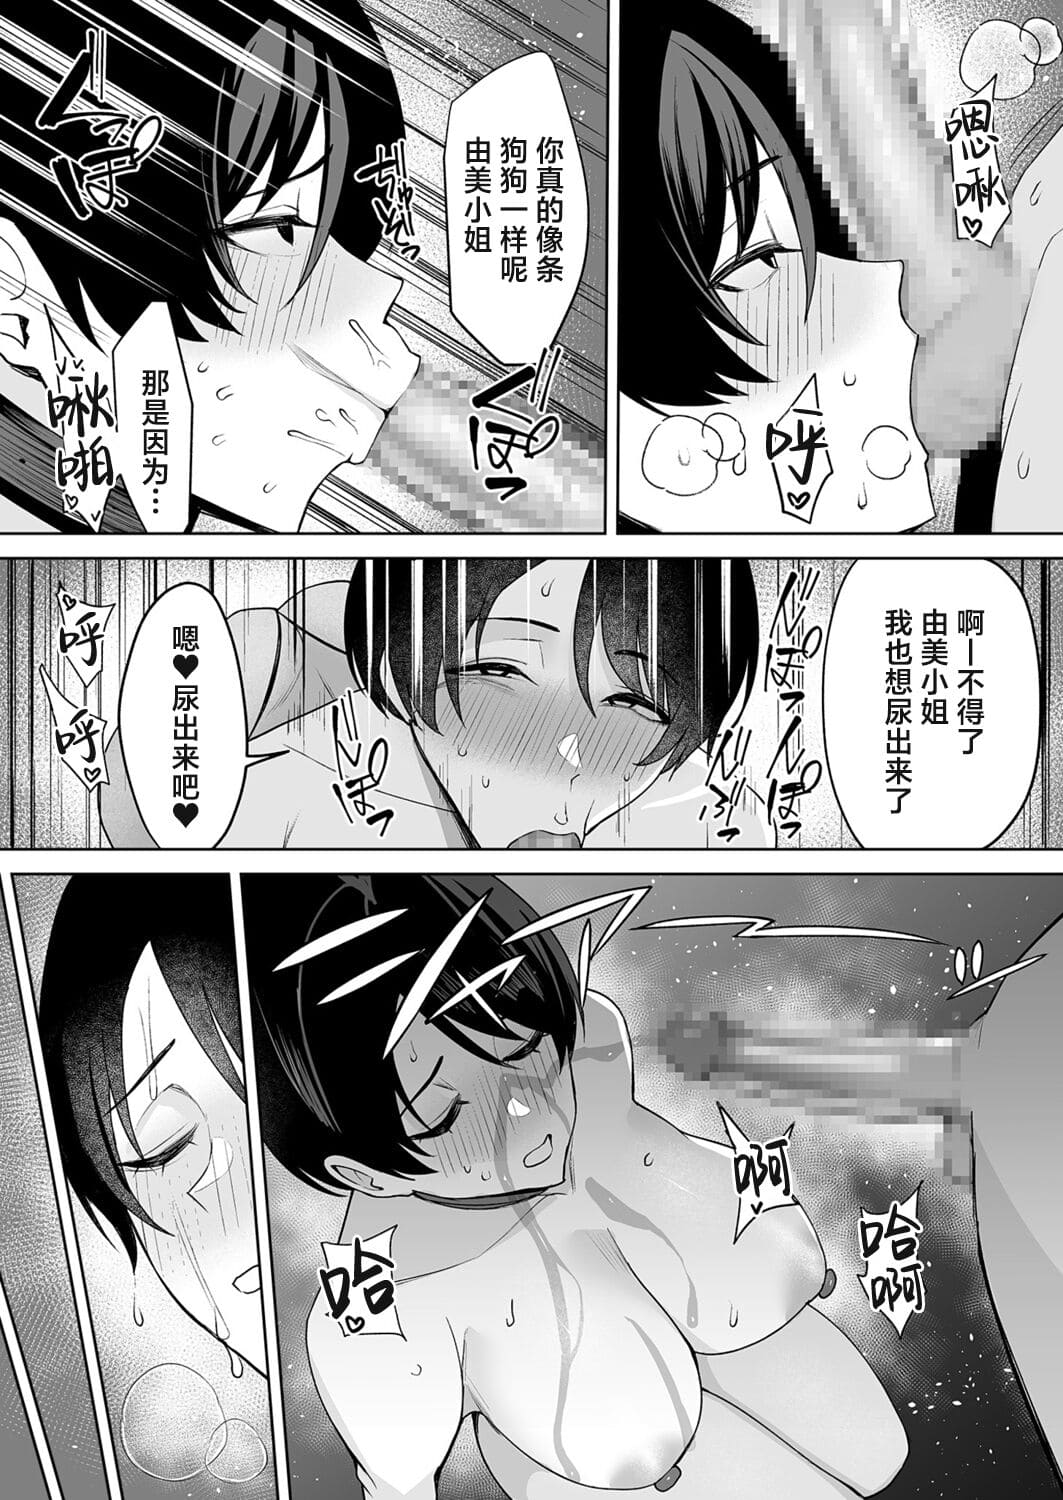 嗯啾♡
呼♡
你真的像条
狗狗一样呢
由美小姐
那是因为…
啾啪
啊—不得了
由美小姐
我也想尿出来了
嗯♥尿出来吧♥
呼
呼
啊
哈啊
哈